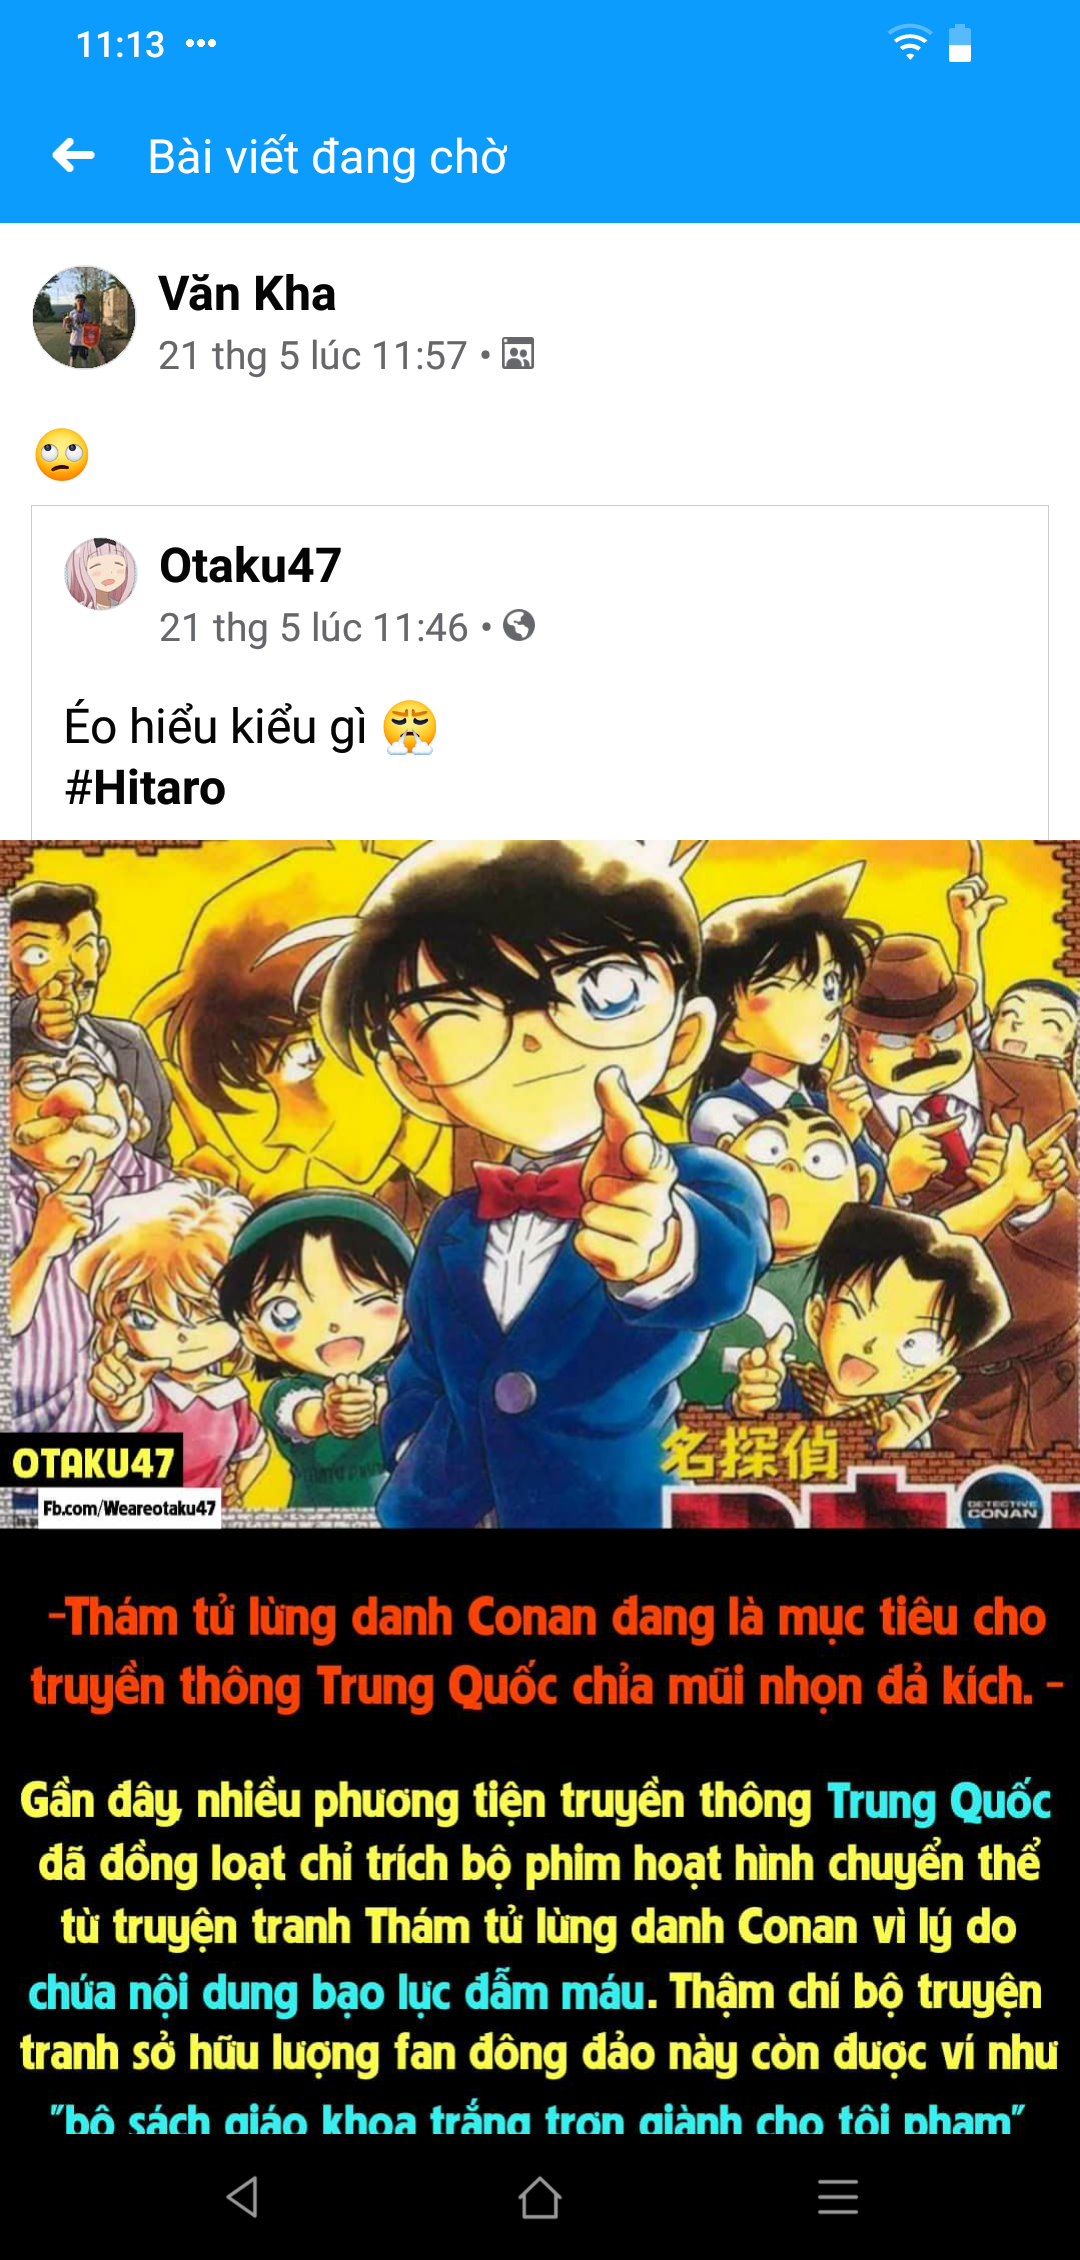 11:13 •••
Bài viết đang chờ
Văn Kha
21 thg 5 lúc 11:57 •
Otaku47
21 thg 5 lúc 11:46 •
Éo hiểu kiểu gì
#Hitaro
名探偵
DETECTIVE
CONAN
OTAKU47
Fb.com/Weareotaku47
-Thám tử lừng danh Conan đang là mục tiêu cho
truyền thông Trung Quốc chỉa mũi nhọn đả kích. -
Gần đây, nhiều phương tiện truyền thông Trung Quốc
đã đồng loạt chỉ trích bộ phim hoạt hình chuyển thể
từ truyện tranh Thám tử lừng danh Conan vì lý do
chứa nội dung bạo lực đẫm máu. Thậm chí bộ truyện
tranh sở hữu lượng fan đông đảo này còn được ví như
"bộ sách giáo khoa trắng trợn giành cho tội phạm"